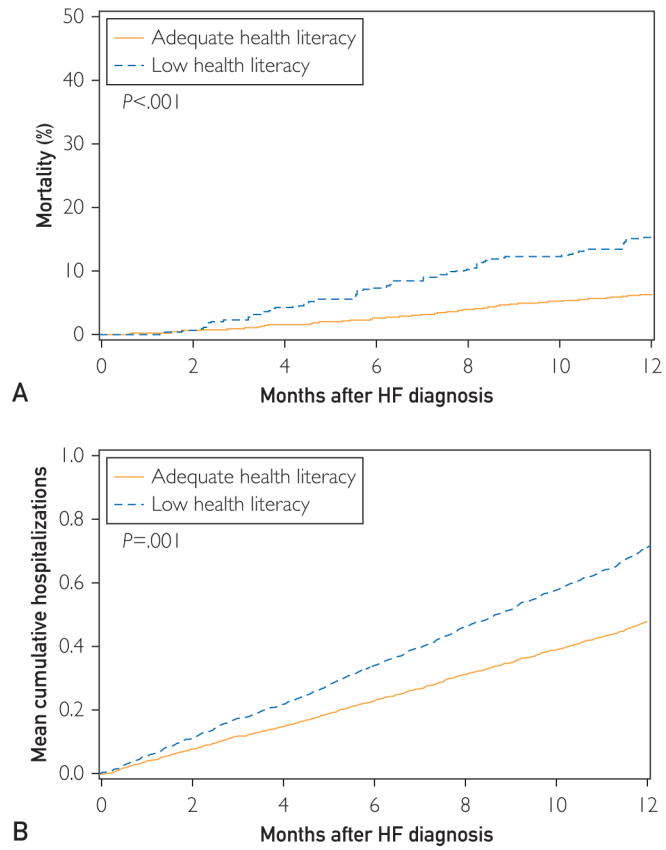 50
Adequate health literacy
Low health literacy
40
P<.001
30
Mortality (%)
20
10
0
0 2 4 6 8 10 12
Months after HF diagnosis
A
1.0
Adequate health literacy
Low health literacy
0.8
P=.001
0.6
Mean cumulative hospitalizations
0.4
0.2
0.0
0 2 4 6 8 10 12
Months after HF diagnosis
B